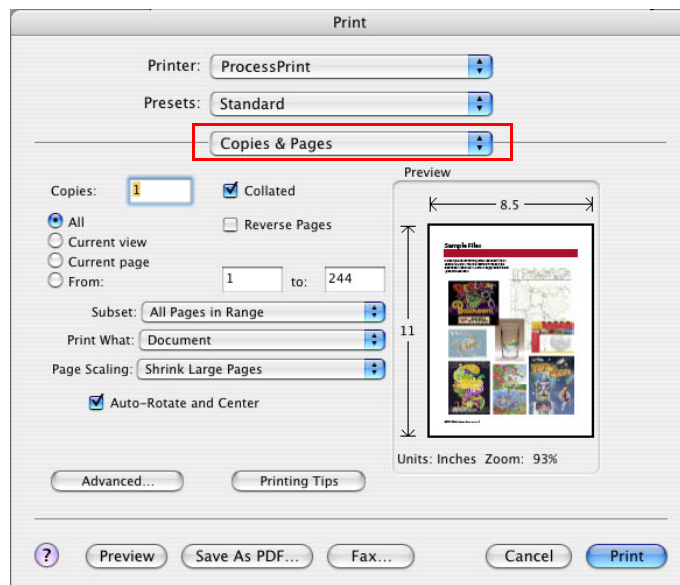 Print
Printer: ProcessPrint
Presets: Standard
Copies & Pages
Copies: 1 Collated
All Reverse Pages
Current view
Current page
From: 1 to: 244
Subset: All Pages in Range
Print What: Document
Page Scaling: Shrink Large Pages
Auto-Rotate and Center
Advanced... Printing Tips
Preview
8.5
11
Sample Files
Units: Inches Zoom: 93%
? Preview Save As PDF... Fax... Cancel Print